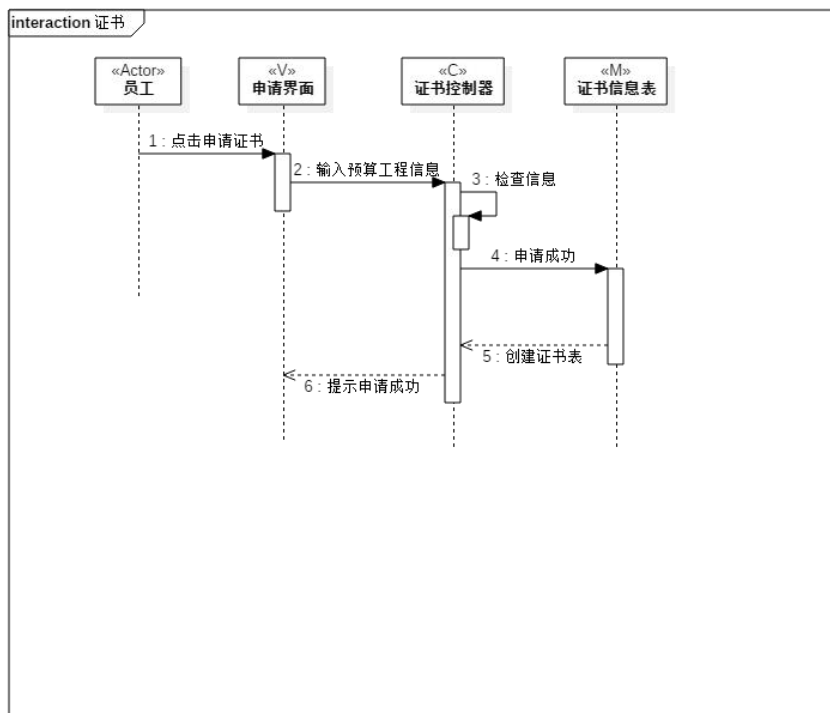 interaction 证书
«Actor»
员工
«V»
申请界面
«C»
证书控制器
«M»
证书信息表
1 : 点击申请证书
2 : 输入预算工程信息
3 : 检查信息
4 : 申请成功
5 : 创建证书表
6 : 提示申请成功